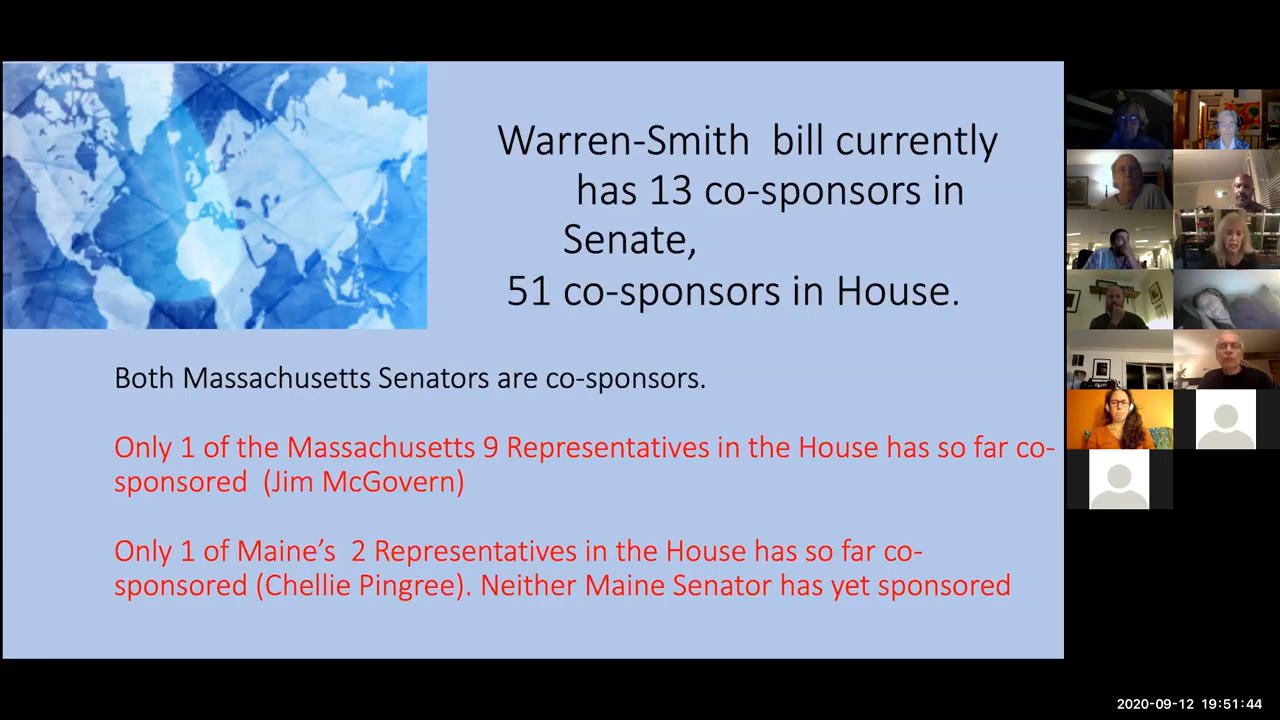 Warren-Smith bill currently
has 13 co-sponsors in
Senate,
51 co-sponsors in House.
Both Massachusetts Senators are co-sponsors.
Only 1 of the Massachusetts 9 Representatives in the House has so far co-
sponsored (Jim McGovern)
Only 1 of Maine’s 2 Representatives in the House has so far co-
sponsored (Chellie Pingree). Neither Maine Senator has yet sponsored
2020-09-12 19:51:44